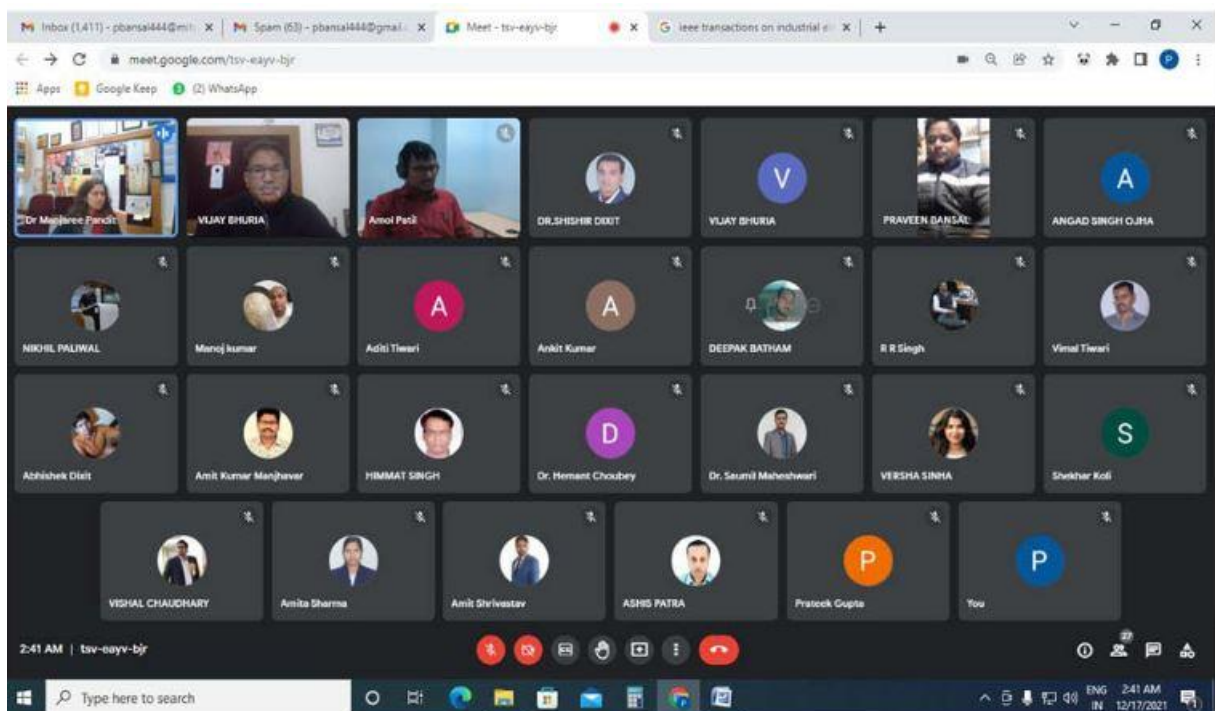 Inbox (1,411) - pbansal444@mit
Spam (63) - pbansal444@gmail.
Meet - tsv-eayv-bjr
ieee transactions on industrial el
meet.google.com/tsv-eayv-bjr
Apps Google Keep (2) WhatsApp
Dr Manjaree Pandit
VIJAY BHURIA
Amol Patil
DR.SHISHIR DIXIT
V
VIJAY BHURIA
PRAVEEN BANSAL
A
ANGAD SINGH OJHA
NIKHIL PALIWAL
Manoj kumar
A
Aditi Tiwari
A
Ankit Kumar
DEEPAK BATHAM
R R Singh
Vimal Tiwari
Abhishek Dixit
Amit Kumar Manjhavar
HIMMAT SINGH
D
Dr. Hemant Choubey
Dr. Saumil Maheshwari
VERSHA SINHA
S
Shekhar Koli
VISHAL CHAUDHARY
Amita Sharma
Amit Shrivastav
ASHIS PATRA
P
Prateek Gupta
P
You
2:41 AM | tsv-eayv-bjr
27
Type here to search
ENG 2:41 AM
IN 12/17/2021